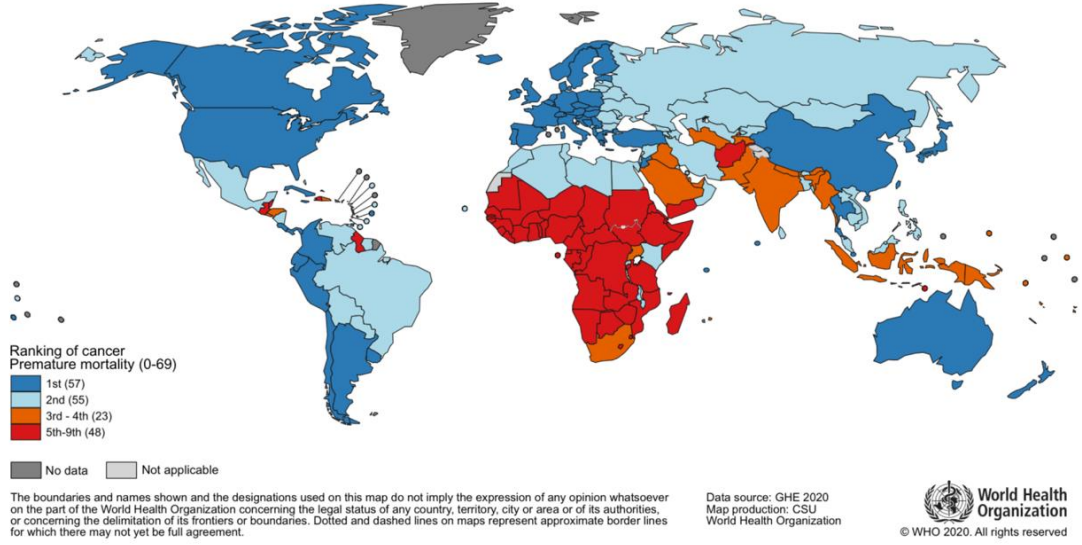 Ranking of cancer
Premature mortality (0-69)
1st (57)
2nd (55)
3rd - 4th (23)
5th-9th (48)
No data
Not applicable
The boundaries and names shown and the designations used on this map do not imply the expression of any opinion whatsoever
on the part of the World Health Organization concerning the legal status of any country, territory, city or area or of its authorities,
or concerning the delimitation of its frontiers or boundaries. Dotted and dashed lines on maps represent approximate border lines
for which there may not yet be full agreement.
Data source: GHE 2020
Map production: CSU
World Health Organization
World Health
Organization
© WHO 2020. All rights reserved